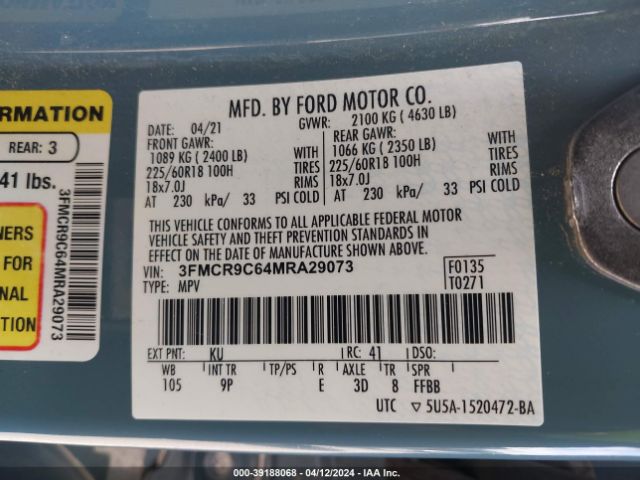 ORMATION
REAR: 3
41 lbs.
NERS
FOR
NAL
TION
3FMCR9C64MRA29073
MFD. BY FORD MOTOR CO.
DATE: 04/21 GVWR: 2100 KG ( 4630 LB)
FRONT GAWR: REAR GAWR:
1089 KG ( 2400 LB) WITH 1066 KG ( 2350 LB) WITH
225/60R18 100H TIRES 225/60R18 100H TIRES
18x7.0J RIMS 18x7.0J RIMS
AT 230 kPa/ 33 PSI COLD AT 230 kPa/ 33 PSI COLD
THIS VEHICLE CONFORMS TO ALL APPLICABLE FEDERAL MOTOR
VEHICLE SAFETY AND THEFT PREVENTION STANDARDS IN
EFFECT ON THE DATE OF MANUFACTURE SHOWN ABOVE.
VIN: 3FMCR9C64MRA29073 F0135
TYPE: MPV T0271
EXT PNT: KU RC: 41 DSO:
WB INT TR TP/PS R AXLE TR SPR
105 9P E 3D 8 FFBB
UTC ▽ 5U5A-1520472-BA
000-39188068 - 04/12/2024 - IAA Inc.